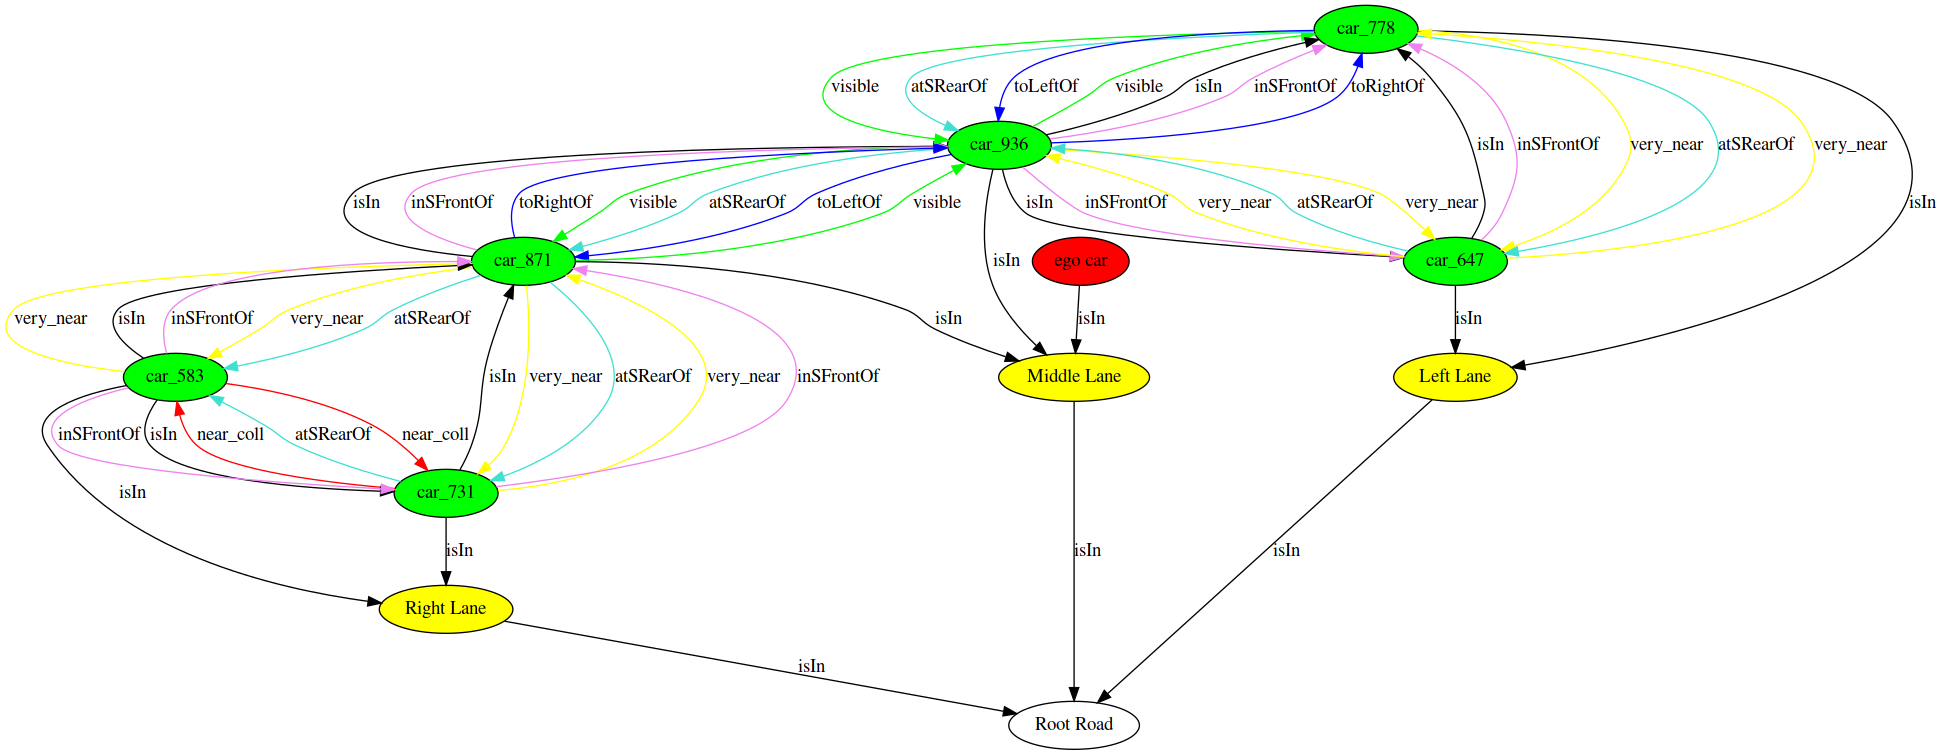 car_778
visible
atSRearOf
toLeftOf
visible
isIn
inSFrontOf
toRightOf
car_936
isIn
inSFrontOf
very_near
atSRearOf
very_near
isIn
inSFrontOf
toRightOf
visible
atSRearOf
toLeftOf
visible
isIn
inSFrontOf
very_near
atSRearOf
very_near
isIn
car_871
isIn
ego car
car_647
very_near
isIn
inSFrontOf
very_near
atSRearOf
isIn
isIn
isIn
car_583
isIn
very_near
atSRearOf
very_near
inSFrontOf
Middle Lane
Left Lane
inSFrontOf
isIn
near_coll
atSRearOf
near_coll
isIn
car_731
isIn
isIn
isIn
Right Lane
isIn
Root Road